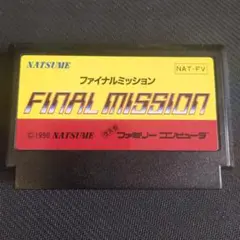 NATSUME
NAT-FV
ファイナルミッション
FINAL MISSION
©1990 NATSUME
ファミリー コンピュータ